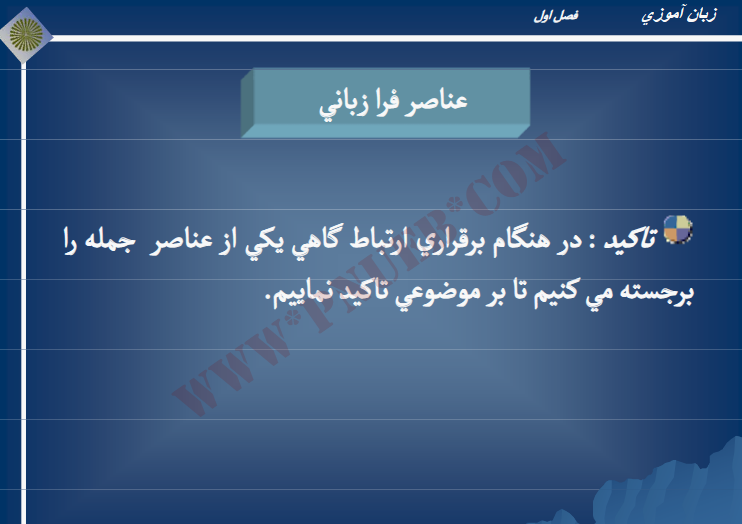 زبان آموزي
فصل اول
عناصر فرا زباني
تاكيد : در هنگام برقراري ارتباط گاهي يكي از عناصر جمله را
برجسته مي كنيم تا بر موضوعي تاكيد نماييم.
WWW*PNUEB*COM